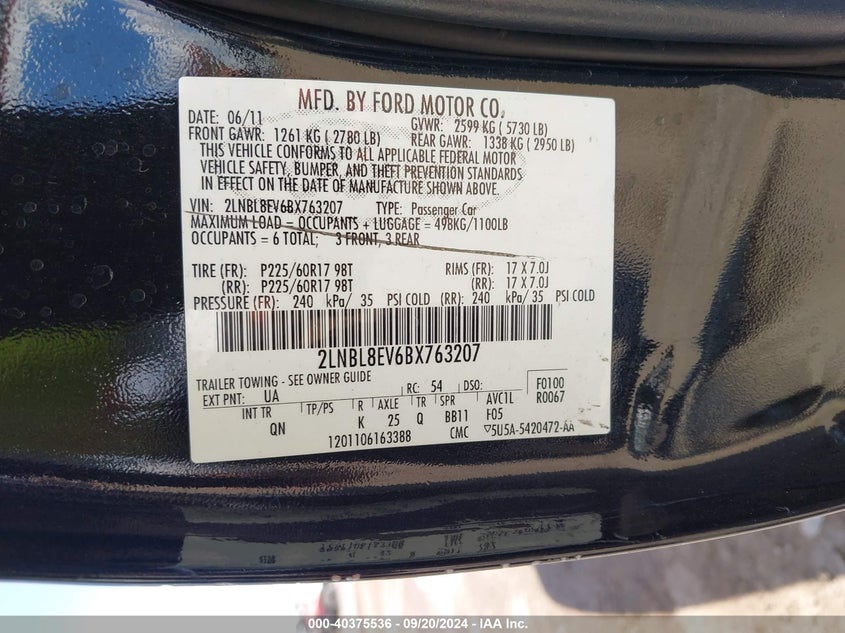 MFD. BY FORD MOTOR CO.
DATE: 06/11 GVWR: 2599 KG ( 5730 LB)
FRONT GAWR: 1261 KG ( 2780 LB) REAR GAWR: 1338 KG ( 2950 LB)
THIS VEHICLE CONFORMS TO ALL APPLICABLE FEDERAL MOTOR
VEHICLE SAFETY, BUMPER, AND THEFT PREVENTION STANDARDS
IN EFFECT ON THE DATE OF MANUFACTURE SHOWN ABOVE.
VIN: 2LNBL8EV6BX763207 TYPE: Passenger Car
MAXIMUM LOAD = OCCUPANTS + LUGGAGE = 498KG/1100LB
OCCUPANTS = 6 TOTAL; 3 FRONT, 3 REAR
TIRE (FR): P225/60R17 98T RIMS (FR): 17 X 7.0J
(RR): P225/60R17 98T (RR): 17 X 7.0J
PRESSURE (FR): 240 kPa/ 35 PSI COLD (RR): 240 kPa/ 35 PSI COLD
2LNBL8EV6BX763207
TRAILER TOWING - SEE OWNER GUIDE
EXT PNT: UA RC: 54 DSO: F0100
R0067
INT TR TP/PS R AXLE TR SPR AVC1L
QN K 25 Q BB11 F05
1201106163388 CMC ▽5U5A-5420472-AA
000-40375536 - 09/20/2024 - IAA Inc.